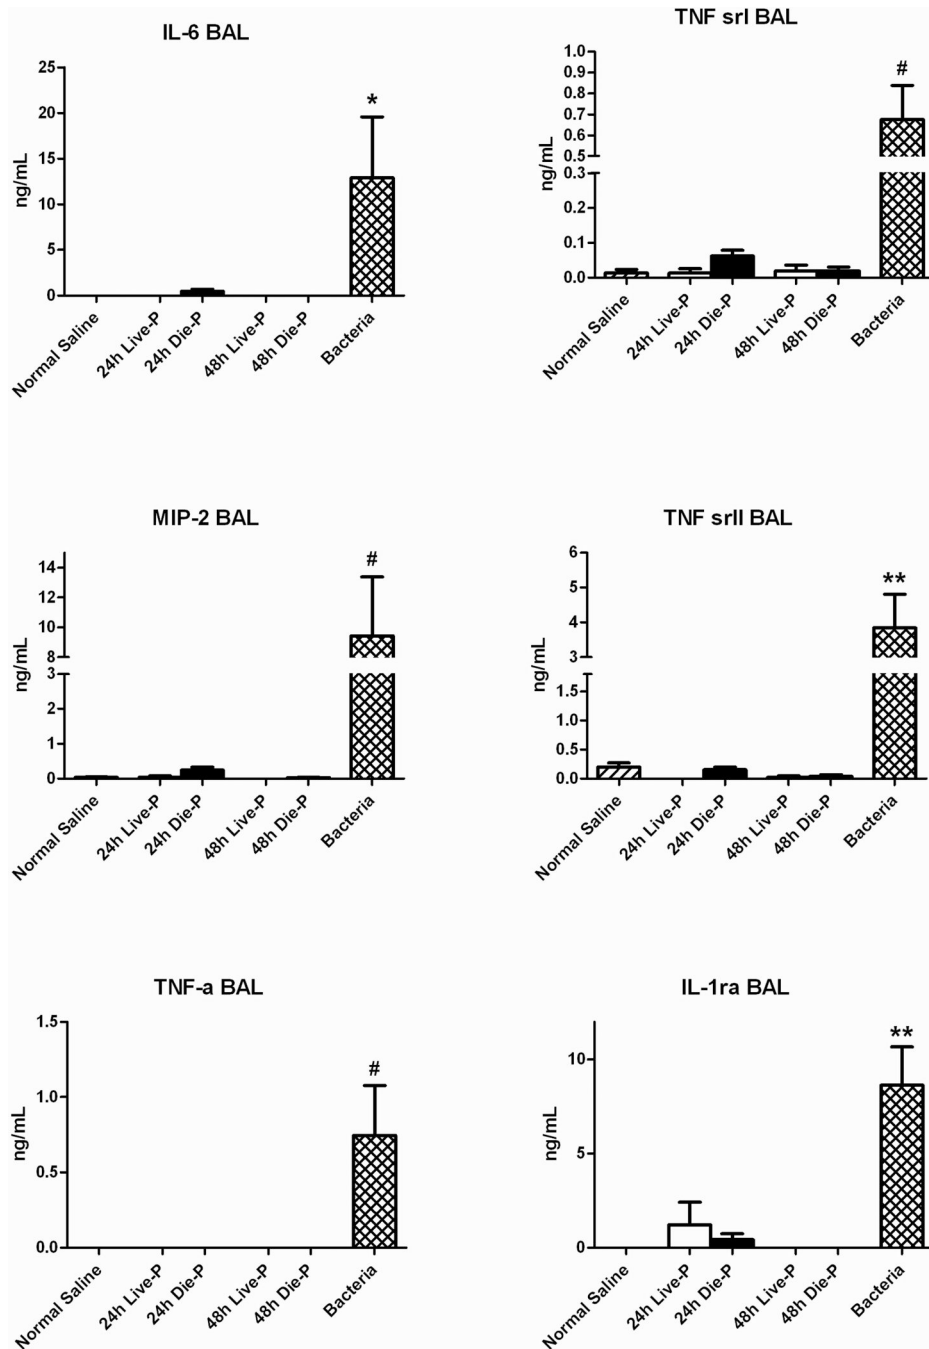 IL-6 BAL
25
20
15
10
5
0
ng/mL
*
Normal Saline
24h Live-P
24h Die-P
48h Live-P
48h Die-P
Bacteria
TNF srI BAL
1.0
0.9
0.8
0.7
0.6
0.5
0.3
0.2
0.1
0.0
ng/mL
#
Normal Saline
24h Live-P
24h Die-P
48h Live-P
48h Die-P
Bacteria
MIP-2 BAL
14
12
10
8
3
2
1
0
ng/mL
#
Normal Saline
24h Live-P
24h Die-P
48h Live-P
48h Die-P
Bacteria
TNF srII BAL
6
5
4
3
1.5
1.0
0.5
0.0
ng/mL
**
Normal Saline
24h Live-P
24h Die-P
48h Live-P
48h Die-P
Bacteria
TNF-a BAL
1.5
1.0
0.5
0.0
ng/mL
#
Normal Saline
24h Live-P
24h Die-P
48h Live-P
48h Die-P
Bacteria
IL-1ra BAL
10
5
0
ng/mL
**
Normal Saline
24h Live-P
24h Die-P
48h Live-P
48h Die-P
Bacteria